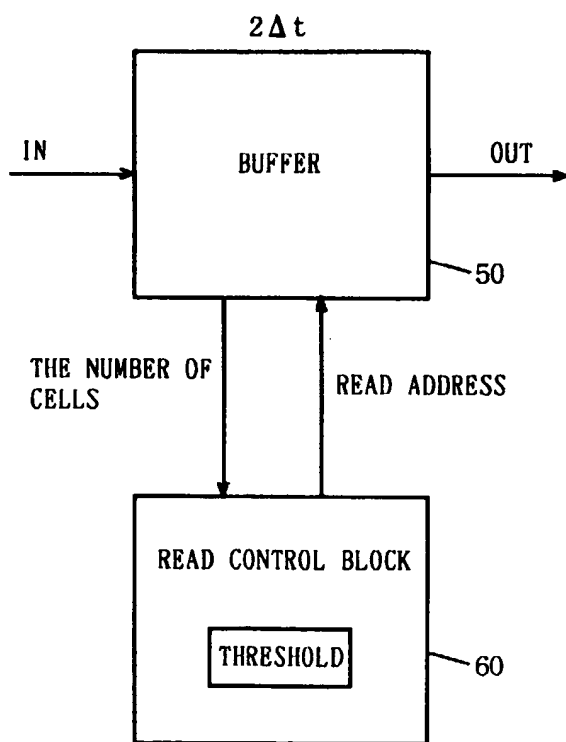 2Δt
IN
BUFFER
OUT
50
THE NUMBER OF
CELLS
READ ADDRESS
READ CONTROL BLOCK
THRESHOLD
60